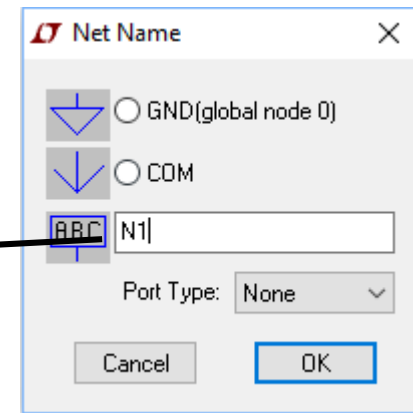 Net Name
GND(global node 0)
COM
ABC N1
Port Type: None
Cancel OK